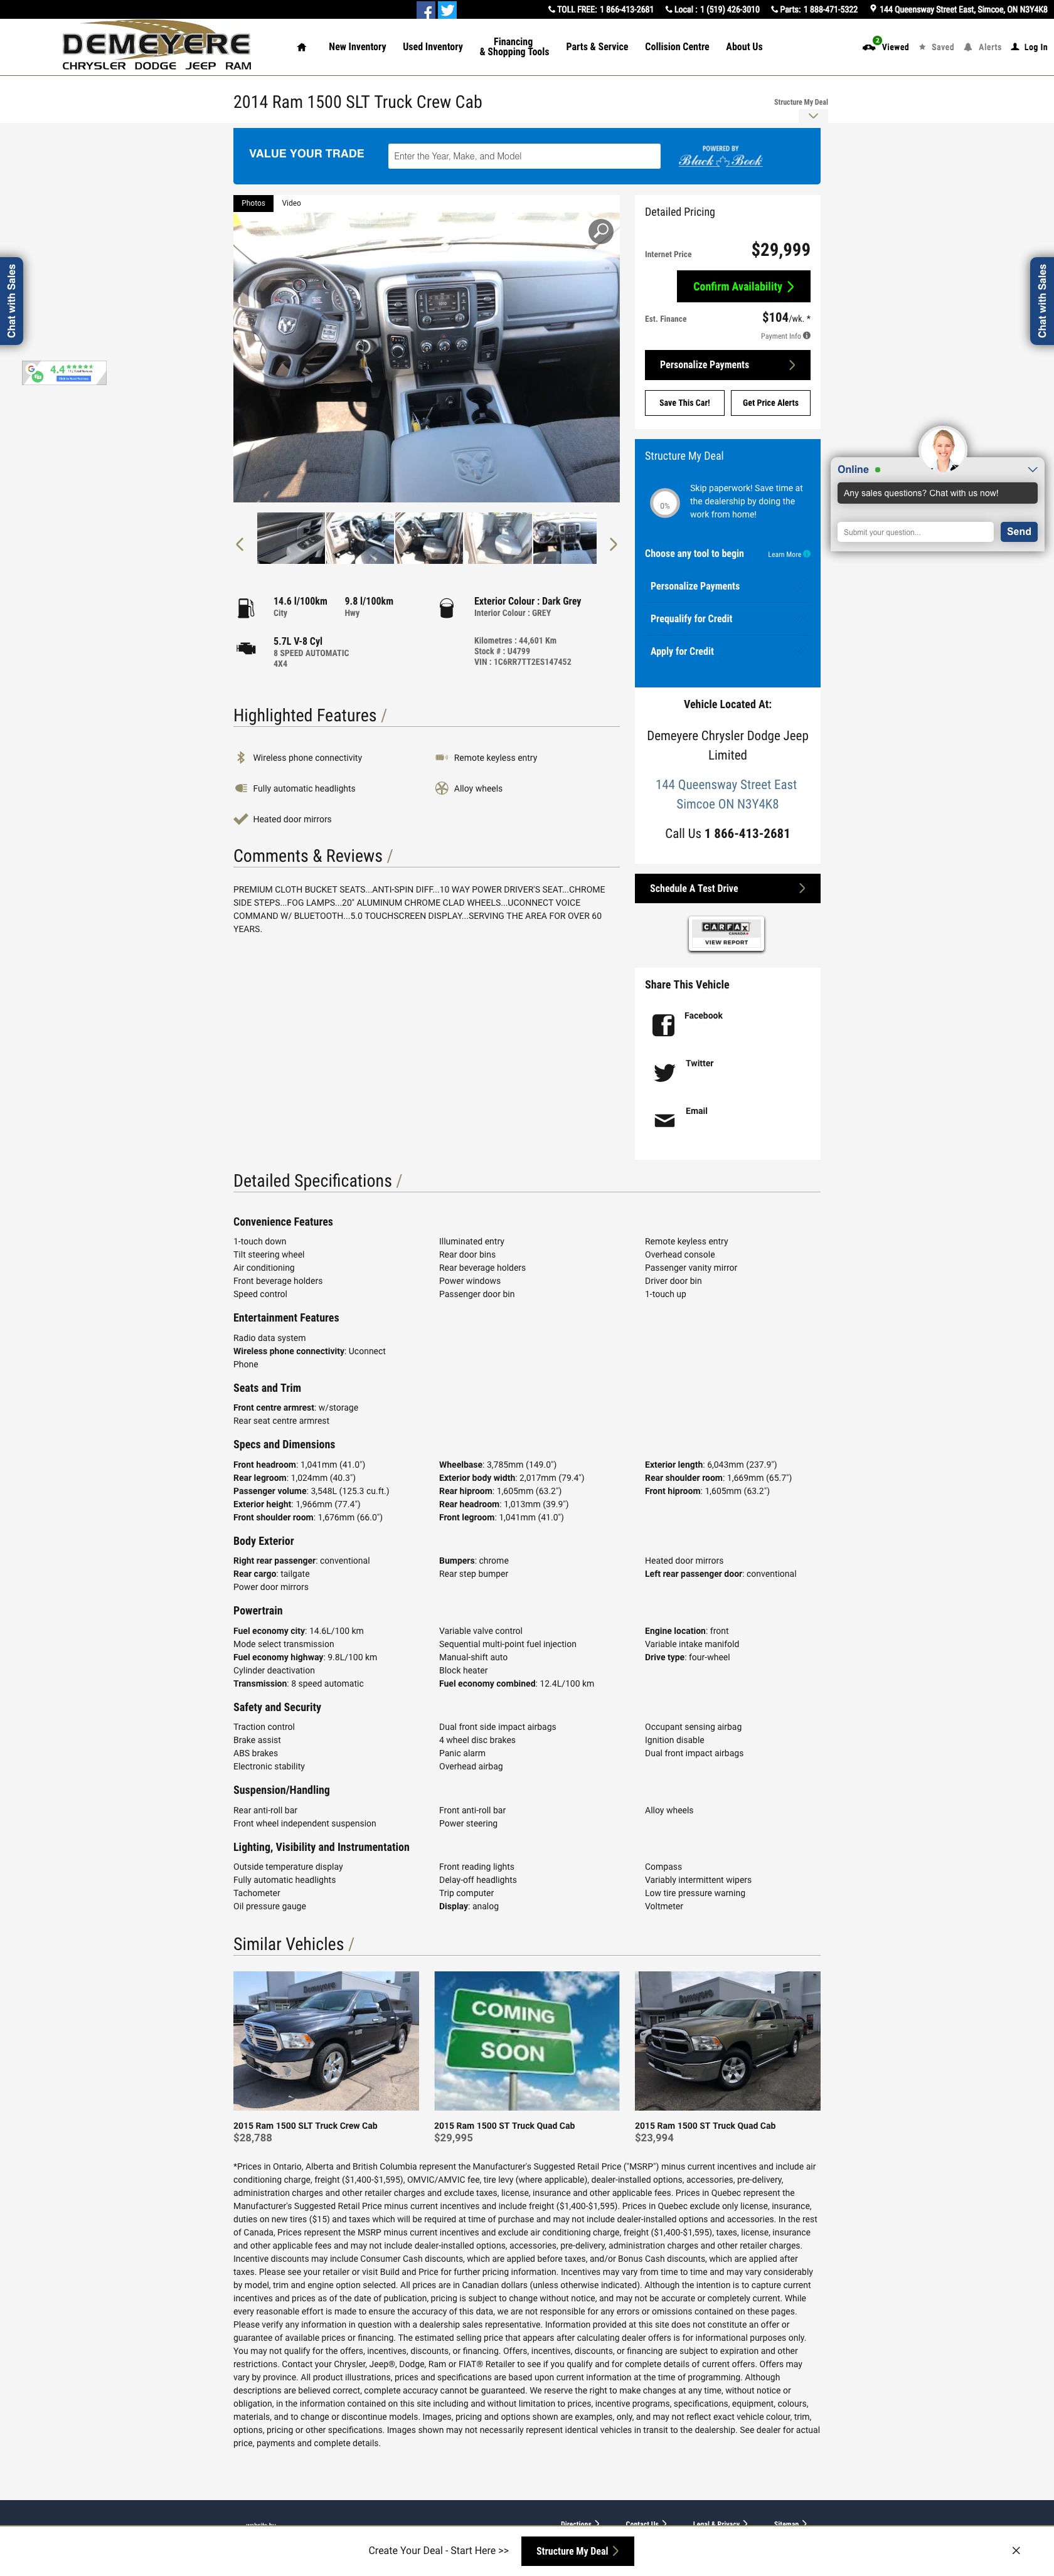 TOLL FREE: 1 866-413-2681 Local : 1 (519) 426-3010 Parts: 1 888-471-5322 144 Queensway Street East, Simcoe, ON N3Y4K8
DEMEYERE
CHRYSLER DODGE JEEP RAM
New Inventory Used Inventory Financing & Shopping Tools Parts & Service Collision Centre About Us
2 Viewed Saved Alerts Log In
2014 Ram 1500 SLT Truck Crew Cab
Structure My Deal
VALUE YOUR TRADE
Enter the Year, Make, and Model
POWERED BY
Black Book
Photos Video
Chat with Sales
Chat with Sales
4.4
Detailed Pricing
Internet Price $29,999
Confirm Availability
Est. Finance $104/wk. *
Payment Info
Personalize Payments
Save This Car! Get Price Alerts
Structure My Deal
0%
Skip paperwork! Save time at
the dealership by doing the
work from home!
Choose any tool to begin Learn More
Personalize Payments
Prequalify for Credit
Apply for Credit
Online
Any sales questions? Chat with us now!
Submit your question...
Send
14.6 l/100km 9.8 l/100km
City Hwy
Exterior Colour : Dark Grey
Interior Colour : GREY
5.7L V-8 Cyl
8 SPEED AUTOMATIC
4X4
Kilometres : 44,601 Km
Stock # : U4799
VIN : 1C6RR7TT2ES147452
Highlighted Features /
Wireless phone connectivity Remote keyless entry
Fully automatic headlights Alloy wheels
Heated door mirrors
Comments & Reviews /
PREMIUM CLOTH BUCKET SEATS...ANTI-SPIN DIFF...10 WAY POWER DRIVER'S SEAT...CHROME
SIDE STEPS...FOG LAMPS...20" ALUMINUM CHROME CLAD WHEELS...UCONNECT VOICE
COMMAND W/ BLUETOOTH...5.0 TOUCHSCREEN DISPLAY...SERVING THE AREA FOR OVER 60
YEARS.
Vehicle Located At:
Demeyere Chrysler Dodge Jeep
Limited
144 Queensway Street East
Simcoe ON N3Y4K8
Call Us 1 866-413-2681
Schedule A Test Drive
CARFAX
CANADA
VIEW REPORT
Share This Vehicle
Facebook
Twitter
Email
Detailed Specifications /
Convenience Features
1-touch down Illuminated entry Remote keyless entry
Tilt steering wheel Rear door bins Overhead console
Air conditioning Rear beverage holders Passenger vanity mirror
Front beverage holders Power windows Driver door bin
Speed control Passenger door bin 1-touch up
Entertainment Features
Radio data system
Wireless phone connectivity: Uconnect
Phone
Seats and Trim
Front centre armrest: w/storage
Rear seat centre armrest
Specs and Dimensions
Front headroom: 1,041mm (41.0") Wheelbase: 3,785mm (149.0") Exterior length: 6,043mm (237.9")
Rear legroom: 1,024mm (40.3") Exterior body width: 2,017mm (79.4") Rear shoulder room: 1,669mm (65.7")
Passenger volume: 3,548L (125.3 cu.ft.) Rear hiproom: 1,605mm (63.2") Front hiproom: 1,605mm (63.2")
Exterior height: 1,966mm (77.4") Rear headroom: 1,013mm (39.9")
Front shoulder room: 1,676mm (66.0") Front legroom: 1,041mm (41.0")
Body Exterior
Right rear passenger: conventional Bumpers: chrome Heated door mirrors
Rear cargo: tailgate Rear step bumper Left rear passenger door: conventional
Power door mirrors
Powertrain
Fuel economy city: 14.6L/100 km Variable valve control Engine location: front
Mode select transmission Sequential multi-point fuel injection Variable intake manifold
Fuel economy highway: 9.8L/100 km Manual-shift auto Drive type: four-wheel
Cylinder deactivation Block heater
Transmission: 8 speed automatic Fuel economy combined: 12.4L/100 km
Safety and Security
Traction control Dual front side impact airbags Occupant sensing airbag
Brake assist 4 wheel disc brakes Ignition disable
ABS brakes Panic alarm Dual front impact airbags
Electronic stability Overhead airbag
Suspension/Handling
Rear anti-roll bar Front anti-roll bar Alloy wheels
Front wheel independent suspension Power steering
Lighting, Visibility and Instrumentation
Outside temperature display Front reading lights Compass
Fully automatic headlights Delay-off headlights Variably intermittent wipers
Tachometer Trip computer Low tire pressure warning
Oil pressure gauge Display: analog Voltmeter
Similar Vehicles /
COMING
SOON
2015 Ram 1500 SLT Truck Crew Cab 2015 Ram 1500 ST Truck Quad Cab 2015 Ram 1500 ST Truck Quad Cab
$28,788 $29,995 $23,994
*Prices in Ontario, Alberta and British Columbia represent the Manufacturer's Suggested Retail Price ("MSRP") minus current incentives and include air
conditioning charge, freight ($1,400-$1,595), OMVIC/AMVIC fee, tire levy (where applicable), dealer-installed options, accessories, pre-delivery,
administration charges and other retailer charges and exclude taxes, license, insurance and other applicable fees. Prices in Quebec represent the
Manufacturer's Suggested Retail Price minus current incentives and include freight ($1,400-$1,595). Prices in Quebec exclude only license, insurance,
duties on new tires ($15) and taxes which will be required at time of purchase and may not include dealer-installed options and accessories. In the rest
of Canada, Prices represent the MSRP minus current incentives and exclude air conditioning charge, freight ($1,400-$1,595), taxes, license, insurance
and other applicable fees and may not include dealer-installed options, accessories, pre-delivery, administration charges and other retailer charges.
Incentive discounts may include Consumer Cash discounts, which are applied before taxes, and/or Bonus Cash discounts, which are applied after
taxes. Please see your retailer or visit Build and Price for further pricing information. Incentives may vary from time to time and may vary considerably
by model, trim and engine option selected. All prices are in Canadian dollars (unless otherwise indicated). Although the intention is to capture current
incentives and prices as of the date of publication, pricing is subject to change without notice, and may not be accurate or completely current. While
every reasonable effort is made to ensure the accuracy of this data, we are not responsible for any errors or omissions contained on these pages.
Please verify any information in question with a dealership sales representative. Information provided at this site does not constitute an offer or
guarantee of available prices or financing. The estimated selling price that appears after calculating dealer offers is for informational purposes only.
You may not qualify for the offers, incentives, discounts, or financing. Offers, incentives, discounts, or financing are subject to expiration and other
restrictions. Contact your Chrysler, Jeep®, Dodge, Ram or FIAT® Retailer to see if you qualify and for complete details of current offers. Offers may
vary by province. All product illustrations, prices and specifications are based upon current information at the time of programming. Although
descriptions are believed correct, complete accuracy cannot be guaranteed. We reserve the right to make changes at any time, without notice or
obligation, in the information contained on this site including and without limitation to prices, incentive programs, specifications, equipment, colours,
materials, and to change or discontinue models. Images, pricing and options shown are examples, only, and may not reflect exact vehicle colour, trim,
options, pricing or other specifications. Images shown may not necessarily represent identical vehicles in transit to the dealership. See dealer for actual
price, payments and complete details.
website by Directions Contact Us Legal & Privacy Sitemap
Create Your Deal - Start Here >> Structure My Deal